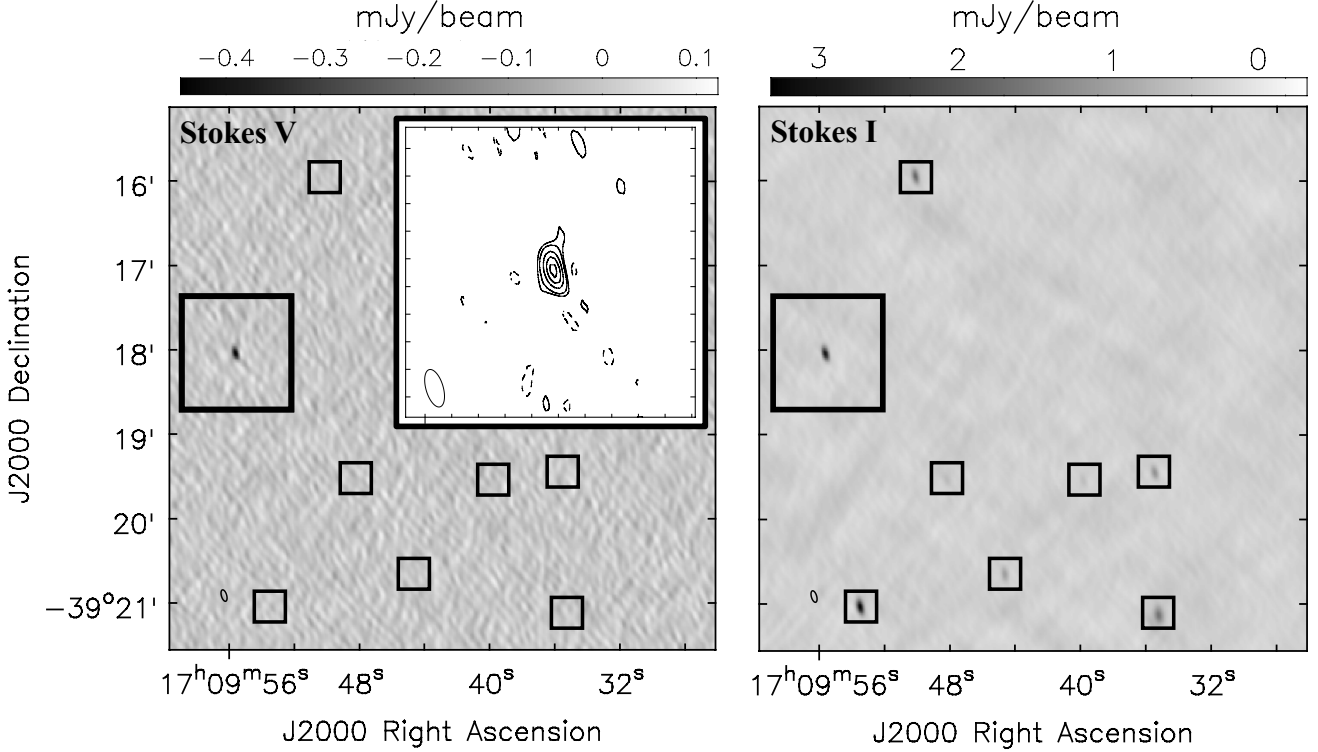 mJy/beam
−0.4 −0.3 −0.2 −0.1 0 0.1
Stokes V
16'
17'
18'
19'
20'
−39°21'
J2000 Declination
17ʰ09ᵐ56ˢ 48ˢ 40ˢ 32ˢ
J2000 Right Ascension
mJy/beam
3 2 1 0
Stokes I
17ʰ09ᵐ56ˢ 48ˢ 40ˢ 32ˢ
J2000 Right Ascension